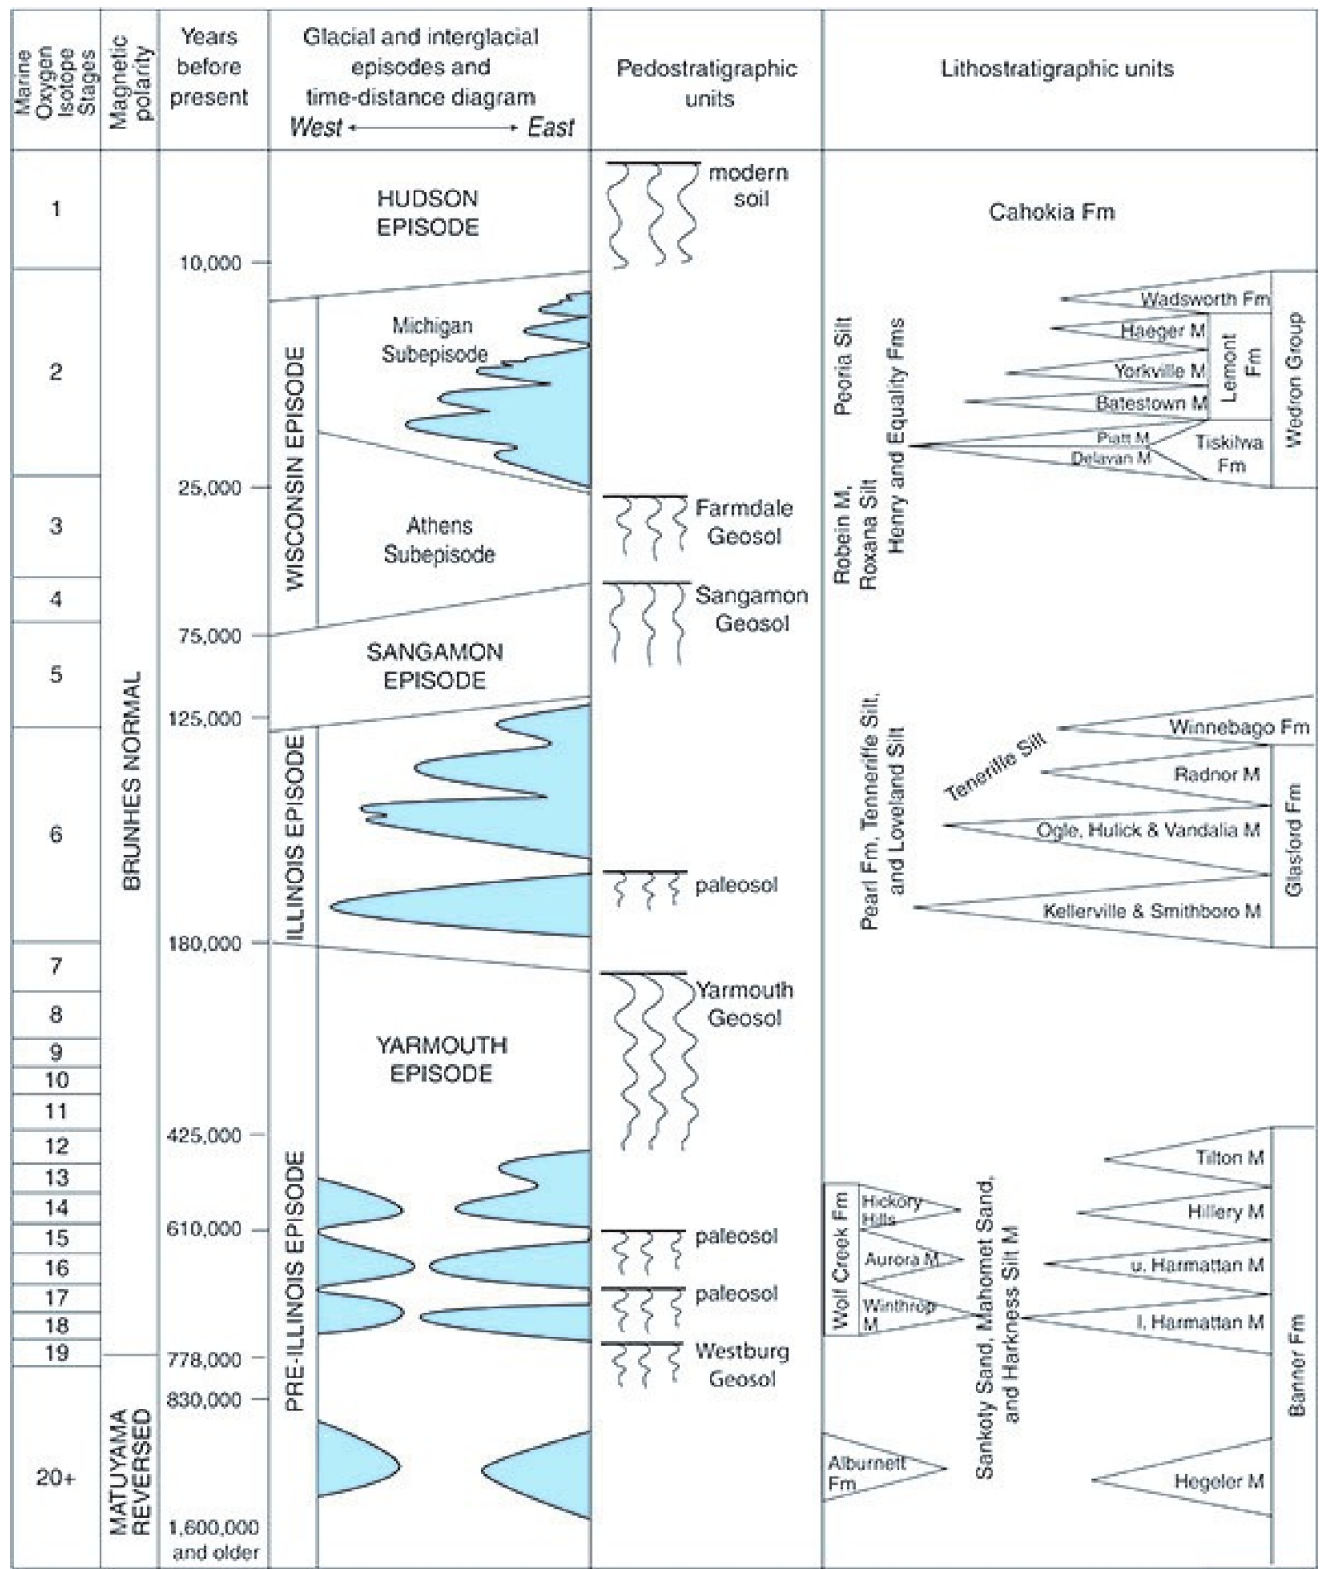 Marine
Oxygen
Isotope
Stages
Magnetic
polarity
Years
before
present
Glacial and interglacial
episodes and
time-distance diagram
West East
Pedostratigraphic
units
Lithostratigraphic units
1
2
3
4
5
6
7
8
9
10
11
12
13
14
15
16
17
18
19
20+
BRUNHES NORMAL
MATUYAMA
REVERSED
10,000
25,000
75,000
125,000
180,000
425,000
610,000
778,000
830,000
1,600,000
and older
HUDSON
EPISODE
WISCONSIN EPISODE
Michigan
Subepisode
Athens
Subepisode
SANGAMON
EPISODE
ILLINOIS EPISODE
YARMOUTH
EPISODE
PRE-ILLINOIS EPISODE
modern
soil
Farmdale
Geosol
Sangamon
Geosol
paleosol
Yarmouth
Geosol
paleosol
paleosol
Westburg
Geosol
Cahokia Fm
Peoria Silt
Robein M,
Roxana Silt
Henry and Equality Fms
Wadsworth Fm
Haeger M
Yorkville M
Batestown M
Lemont
Fm
Piatt M
Delavan M
Tiskilwa
Fm
Wedron Group
Pearl Fm, Tenneriffe Silt,
and Loveland Silt
Teneriffe Silt
Winnebago Fm
Radnor M
Ogle, Hulick & Vandalia M
Kellerville & Smithboro M
Glasford Fm
Wolf Creek Fm
Hickory
Hills
Aurora M
Winthrop
M
Alburnett
Fm
Sankoty Sand, Mahomet Sand,
and Harkness Silt M
Tilton M
Hillery M
u. Harmattan M
l. Harmattan M
Hegeler M
Banner Fm